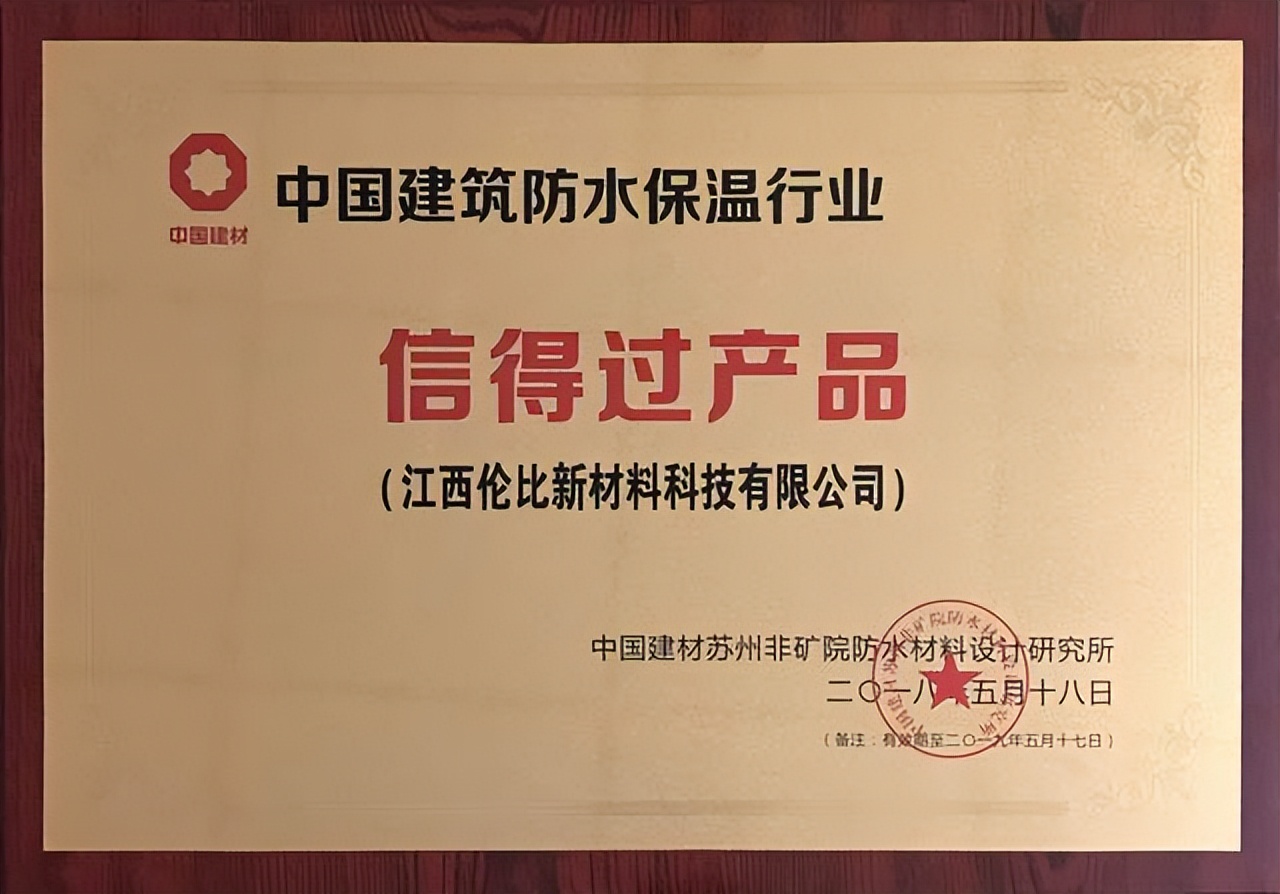 中国建材
中国建筑防水保温行业
信得过产品
（江西伦比新材料科技有限公司）
中国建材苏州非矿院防水材料设计研究所
二〇一八年五月十八日
（备注：有效期至二〇一九年五月十七日）